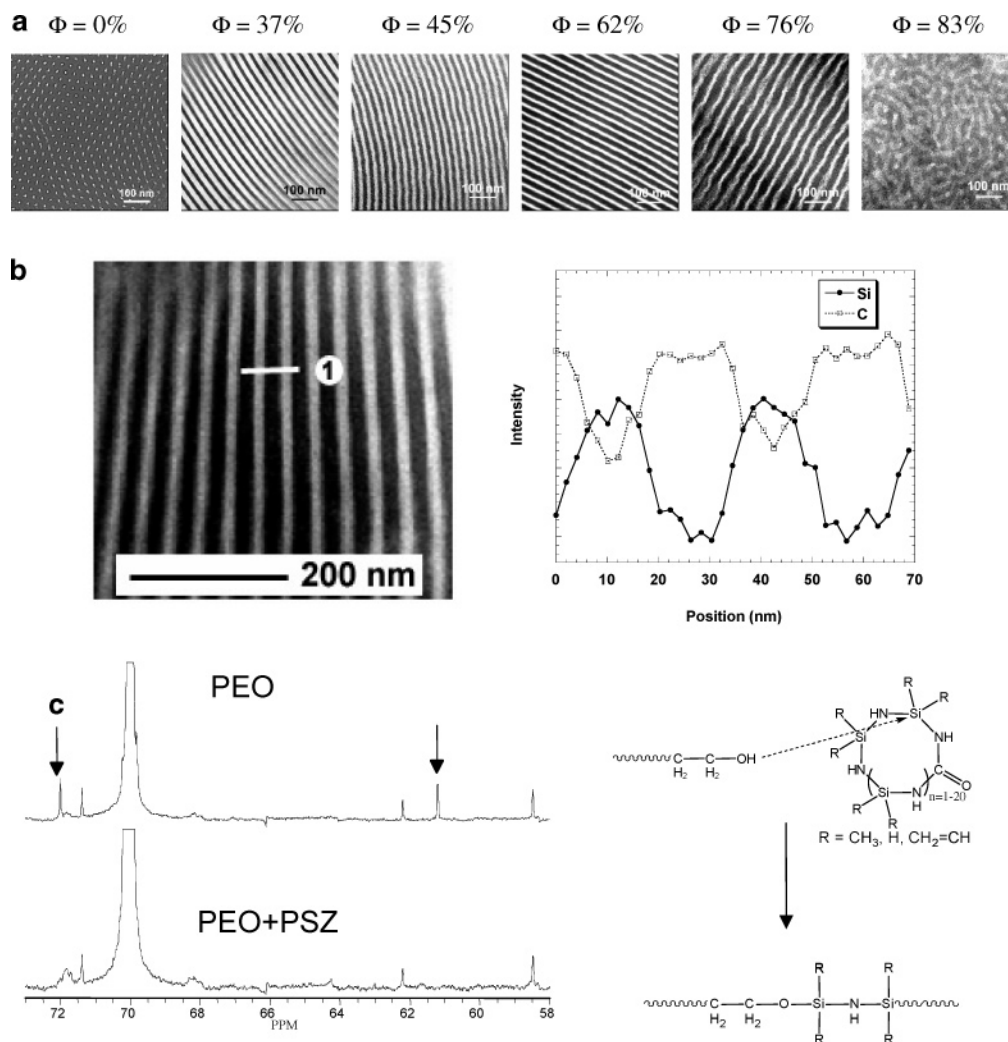 a
Φ = 0% Φ = 37% Φ = 45% Φ = 62% Φ = 76% Φ = 83%
100 nm 100 nm 100 nm 100 nm 100 nm 100 nm
b
1
200 nm
Si
C
Intensity
0 10 20 30 40 50 60 70
Position (nm)
c
PEO
PEO+PSZ
72 70 68 66 64 62 60 58
PPM
R
R R
HN Si
R
Si NH
R
C C OH
H₂ H₂
HN C
O
Si N
n=1-20
R H
R
R = CH₃, H, CH₂=CH
R R
C C O Si N Si
H₂ H₂ H
R R